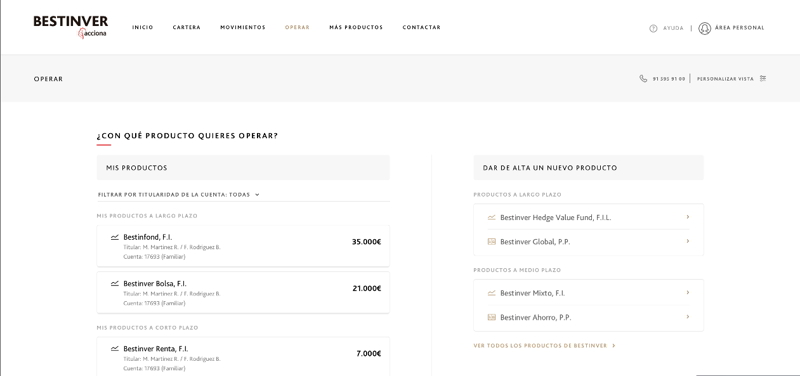 BESTINVER
acciona
INICIO
CARTERA
MOVIMIENTOS
OPERAR
MÁS PRODUCTOS
CONTACTAR
AYUDA
ÁREA PERSONAL
OPERAR
91 595 91 00
PERSONALIZAR VISTA
¿CON QUÉ PRODUCTO QUIERES OPERAR?
MIS PRODUCTOS
FILTRAR POR TITULARIDAD DE LA CUENTA: TODAS
MIS PRODUCTOS A LARGO PLAZO
Bestinfond, F.I.
Titular: M. Martínez R. / F. Rodríguez B.
Cuenta: 17693 (Familiar)
35.000€
Bestinver Bolsa, F.I.
Titular: M. Martínez R. / F. Rodríguez B.
Cuenta: 17693 (Familiar)
21.000€
MIS PRODUCTOS A CORTO PLAZO
Bestinver Renta, F.I.
Titular: M. Martínez R. / F. Rodríguez B.
Cuenta: 17693 (Familiar)
7.000€
DAR DE ALTA UN NUEVO PRODUCTO
PRODUCTOS A LARGO PLAZO
Bestinver Hedge Value Fund, F.I.L.
Bestinver Global, P.P.
PRODUCTOS A MEDIO PLAZO
Bestinver Mixto, F.I.
Bestinver Ahorro, P.P.
VER TODOS LOS PRODUCTOS DE BESTINVER